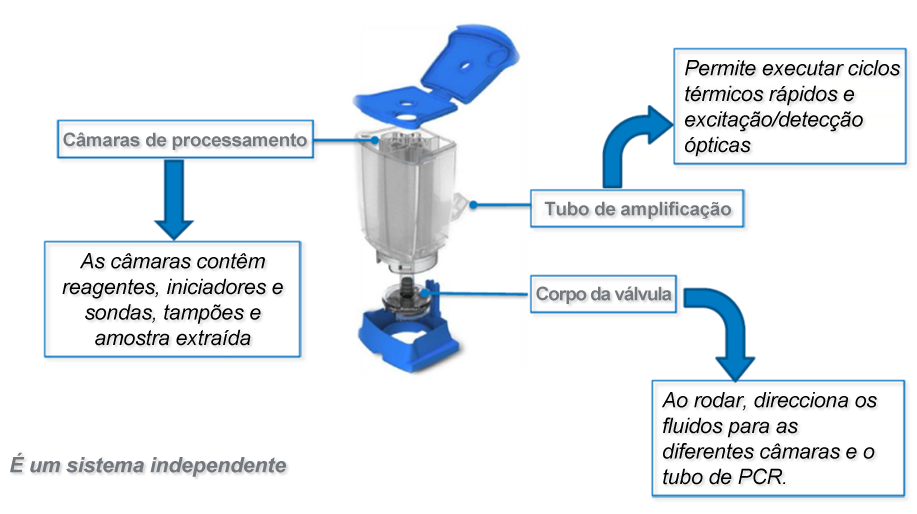 Permite executar ciclos
térmicos rápidos e
excitação/detecção
ópticas
Câmaras de processamento
Tubo de amplificação
As câmaras contêm
reagentes, iniciadores e
sondas, tampões e
amostra extraída
Corpo da válvula
Ao rodar, direcciona os
fluidos para as
diferentes câmaras e o
tubo de PCR.
É um sistema independente